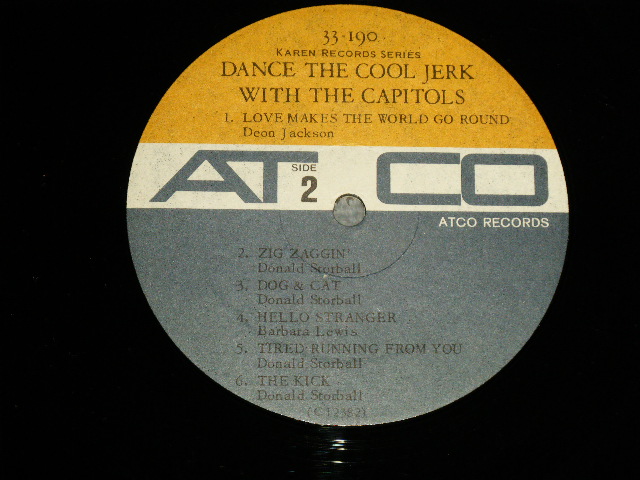 33-190
KAREN RECORDS SERIES
DANCE THE COOL JERK
WITH THE CAPITOLS
1. LOVE MAKES THE WORLD GO ROUND
Deon Jackson
ATCO
SIDE
2
ATCO RECORDS
2. ZIG ZAGGIN'
Donald Storball
3. DOG & CAT
Donald Storball
4. HELLO STRANGER
Barbara Lewis
5. TIRED RUNNING FROM YOU
Donald Storball
6. THE KICK
Donald Storball
(C12382)